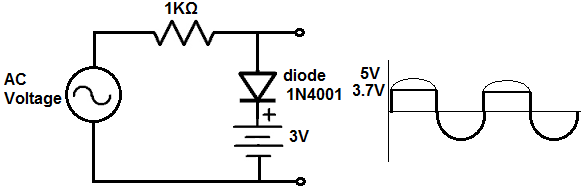 1KΩ
AC
Voltage
diode
1N4001
+
3V
5V
3.7V